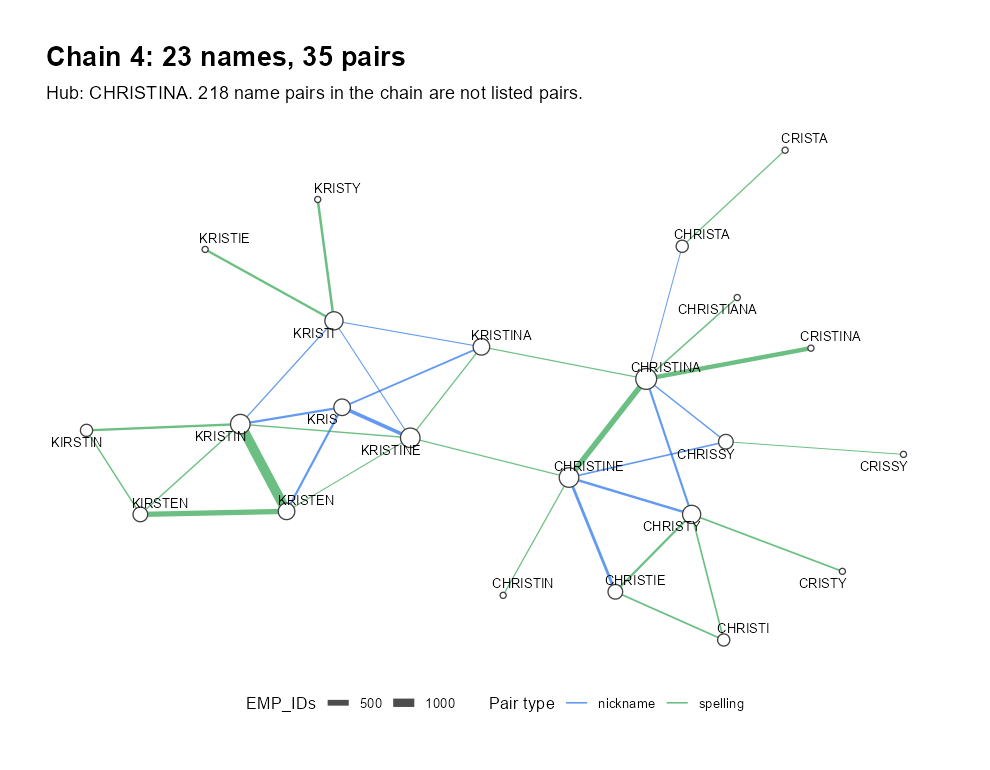 Chain 4: 23 names, 35 pairs
Hub: CHRISTINA. 218 name pairs in the chain are not listed pairs.
CRISTA
KRISTY
CHRISTA
KRISTIE
CHRISTIANA
KRISTI
KRISTINA
CRISTINA
CHRISTINA
KRIS
KRISTIN
KIRSTIN
KRISTINE
CHRISSY
CHRISTINE
CRISSY
KIRSTEN
KRISTEN
CHRISTY
CHRISTIN
CHRISTIE
CRISTY
CHRISTI
EMP_IDs 500 1000 Pair type nickname spelling